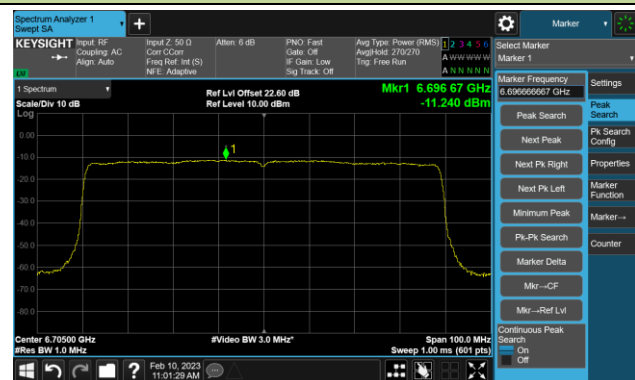 Spectrum Analyzer 1
Swept SA
+
Marker
KEYSIGHT
Input: RF
Coupling: AC
Align: Auto
Input Z: 50 Ω
Corr CCorr
Freq Ref: Int (S)
NFE: Adaptive
Atten: 6 dB
PNO: Fast
Gate: Off
IF Gain: Low
Sig Track: Off
Avg Type: Power (RMS)
Avg|Hold: 270/270
Trig: Free Run
1 2 3 4 5 6
A W W W W W
A N N N N N
LXI
Select Marker
Marker 1
1 Spectrum
Scale/Div 10 dB
Log
Ref Lvl Offset 22.60 dB
Ref Level 10.00 dBm
Mkr1 6.696 67 GHz
-11.240 dBm
1
0.00
-10.0
-20.0
-30.0
-40.0
-50.0
-60.0
-70.0
-80.0
Center 6.70500 GHz
#Res BW 1.0 MHz
#Video BW 3.0 MHz*
Span 100.0 MHz
Sweep 1.00 ms (601 pts)
Marker Frequency
6.696666667 GHz
Peak Search
Next Peak
Next Pk Right
Next Pk Left
Minimum Peak
Pk-Pk Search
Marker Delta
Mkr→CF
Mkr→Ref Lvl
Continuous Peak
Search
On
Off
Settings
Peak
Search
Pk Search
Config
Properties
Marker
Function
Marker→
Counter
?
Feb 10, 2023
11:01:29 AM